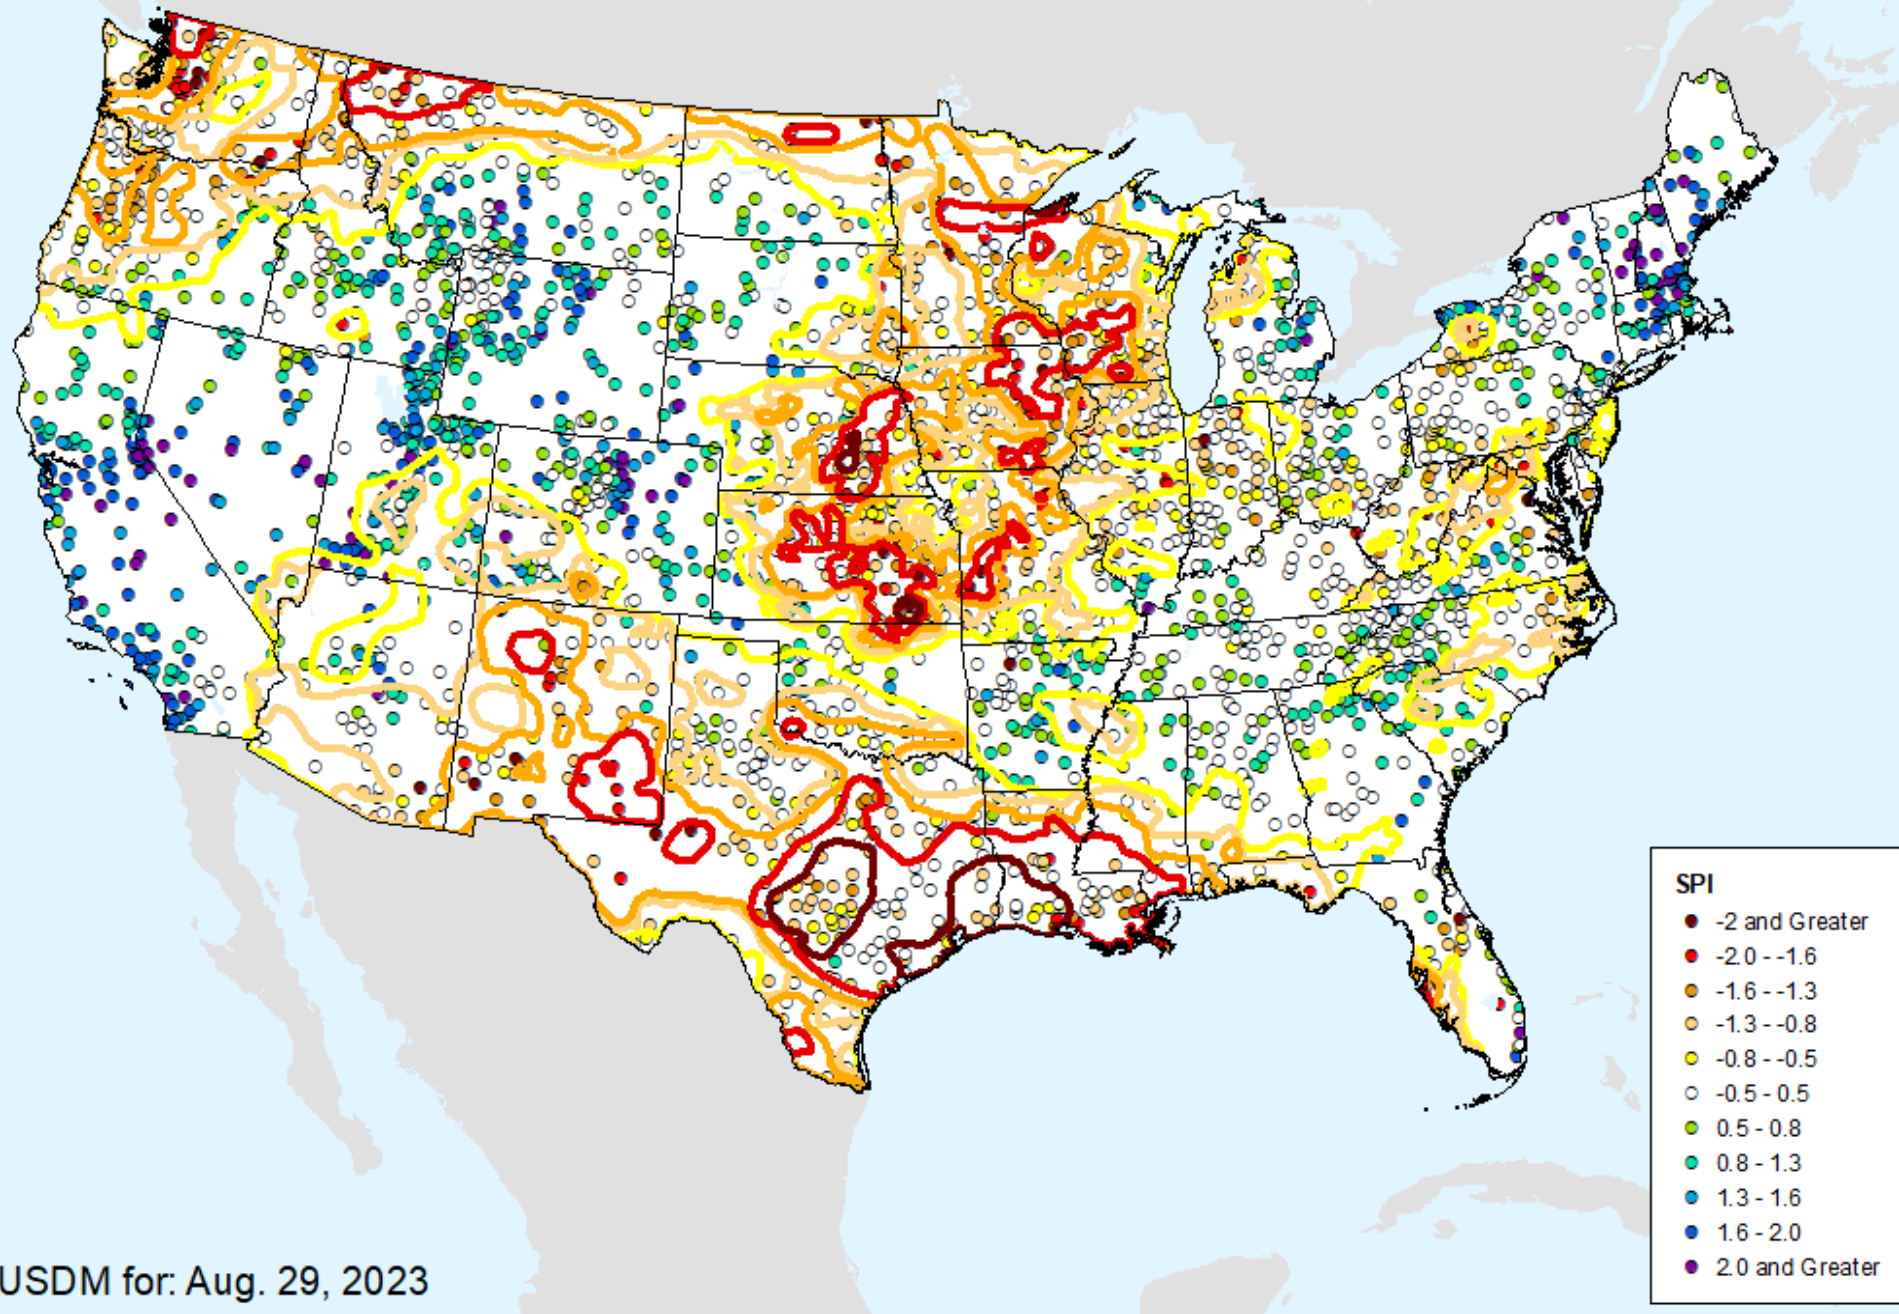 SPI
-2 and Greater
-2.0 - -1.6
-1.6 - -1.3
-1.3 - -0.8
-0.8 - -0.5
-0.5 - 0.5
0.5 - 0.8
0.8 - 1.3
1.3 - 1.6
1.6 - 2.0
2.0 and Greater
USDM for: Aug. 29, 2023